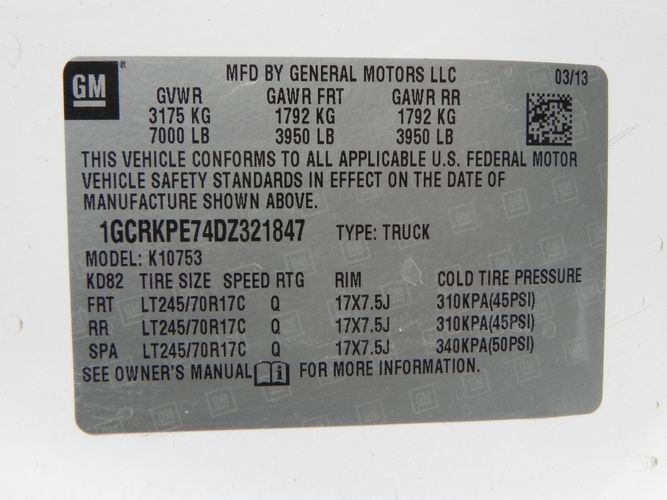 GM
MFD BY GENERAL MOTORS LLC 03/13
GVWR GAWR FRT GAWR RR
3175 KG 1792 KG 1792 KG
7000 LB 3950 LB 3950 LB
THIS VEHICLE CONFORMS TO ALL APPLICABLE U.S. FEDERAL MOTOR
VEHICLE SAFETY STANDARDS IN EFFECT ON THE DATE OF
MANUFACTURE SHOWN ABOVE.
1GCRKPE74DZ321847 TYPE: TRUCK
MODEL: K10753
KD82 TIRE SIZE SPEED RTG RIM COLD TIRE PRESSURE
FRT LT245/70R17C Q 17X7.5J 310KPA(45PSI)
RR LT245/70R17C Q 17X7.5J 310KPA(45PSI)
SPA LT245/70R17C Q 17X7.5J 340KPA(50PSI)
SEE OWNER'S MANUAL i FOR MORE INFORMATION.